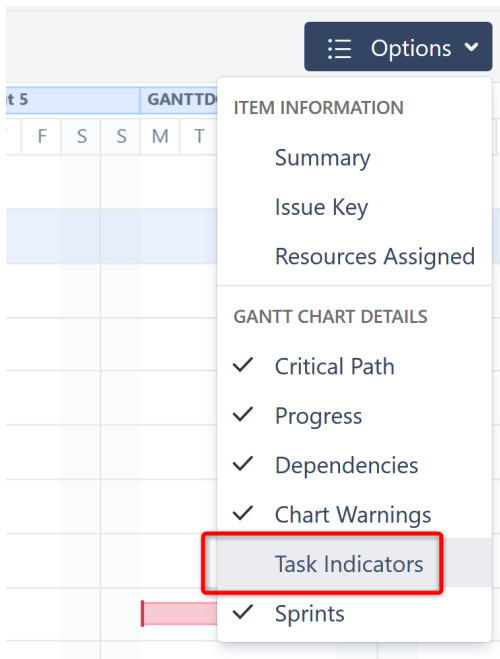 Options
t 5
GANTTD
F S S M T
ITEM INFORMATION
Summary
Issue Key
Resources Assigned
GANTT CHART DETAILS
Critical Path
Progress
Dependencies
Chart Warnings
Task Indicators
Sprints